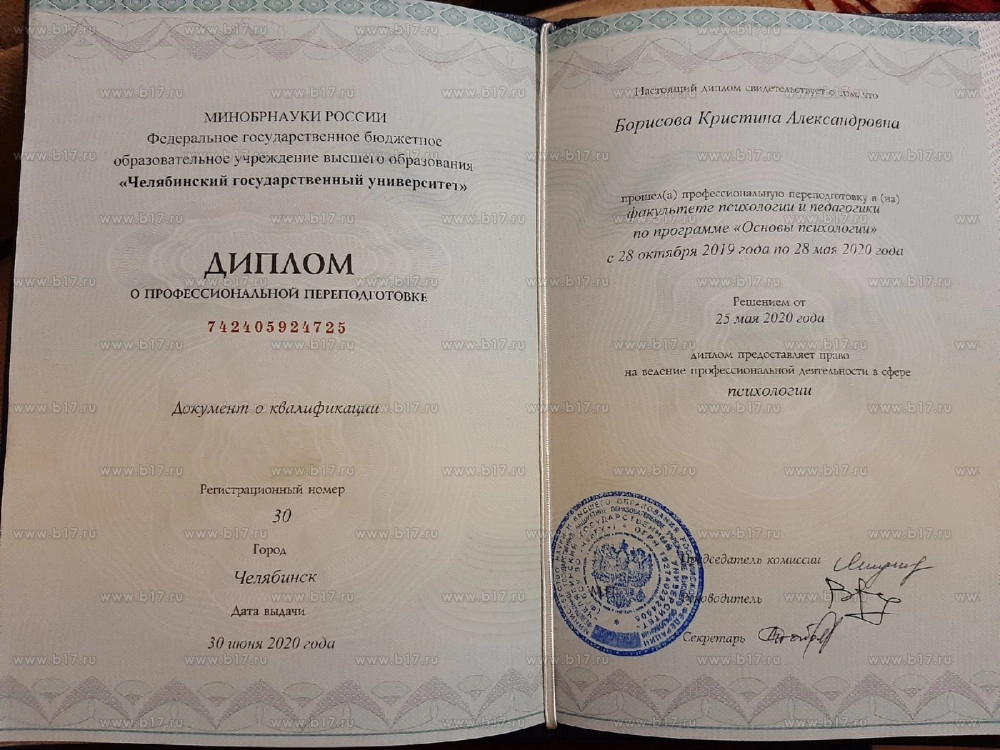 МИНОБРНАУКИ РОССИИ
Федеральное государственное бюджетное
образовательное учреждение высшего образования
«Челябинский государственный университет»
ДИПЛОМ
О ПРОФЕССИОНАЛЬНОЙ ПЕРЕПОДГОТОВКЕ
742405924725
Документ о квалификации
Регистрационный номер
30
Город
Челябинск
Дата выдачи
30 июня 2020 года
Настоящий диплом свидетельствует о том, что
Борисова Кристина Александровна
прошел(а) профессиональную переподготовку в (на)
факультете психологии и педагогики
по программе «Основы психологии»
с 28 октября 2019 года по 28 мая 2020 года
Решением от
25 мая 2020 года
диплом предоставляет право
на ведение профессиональной деятельности в сфере
психологии
М.П.
Председатель комиссии
Руководитель
Секретарь
www.b17.ru